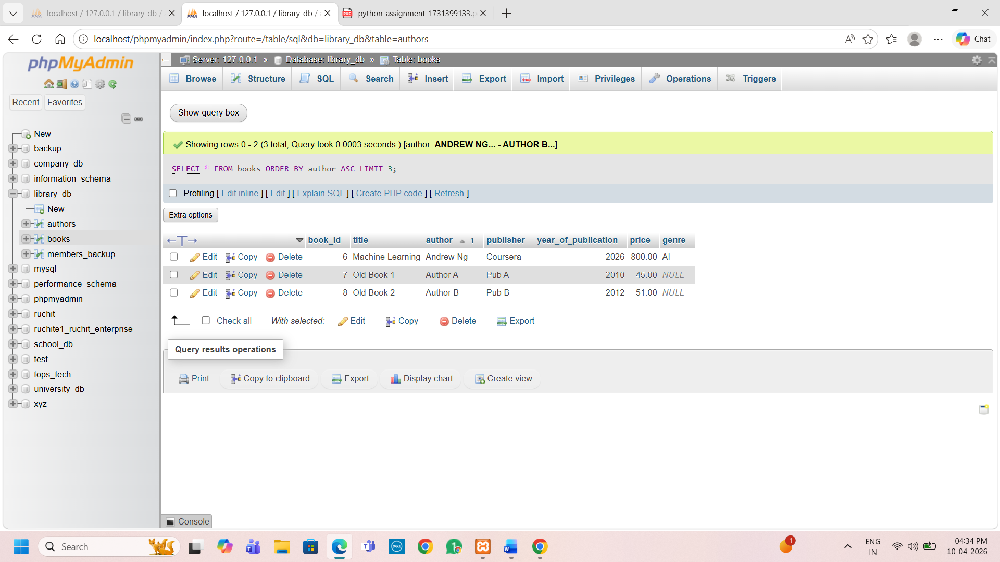 localhost / 127.0.0.1 / library_db /
localhost / 127.0.0.1 / library_db /
python_assignment_1731399133.p
localhost/phpmyadmin/index.php?route=/table/sql&db=library_db&table=authors
Chat
phpMyAdmin
Recent Favorites
New
backup
company_db
information_schema
library_db
New
authors
books
members_backup
mysql
performance_schema
phpmyadmin
ruchit
ruchite1_ruchit_enterprise
school_db
test
tops_tech
university_db
xyz
Server: 127.0.0.1 » Database: library_db » Table: books
Browse Structure SQL Search Insert Export Import Privileges Operations Triggers
Show query box
Showing rows 0 - 2 (3 total, Query took 0.0003 seconds.) [author: ANDREW NG... - AUTHOR B...]
SELECT * FROM books ORDER BY author ASC LIMIT 3;
Profiling [ Edit inline ] [ Edit ] [ Explain SQL ] [ Create PHP code ] [ Refresh ]
Extra options
book_id title author 1 publisher year_of_publication price genre
Edit Copy Delete 6 Machine Learning Andrew Ng Coursera 2026 800.00 AI
Edit Copy Delete 7 Old Book 1 Author A Pub A 2010 45.00 NULL
Edit Copy Delete 8 Old Book 2 Author B Pub B 2012 51.00 NULL
Check all With selected: Edit Copy Delete Export
Query results operations
Print Copy to clipboard Export Display chart Create view
Console
Search
1
ENG
IN
04:34 PM
10-04-2026